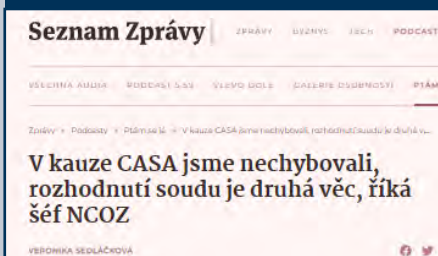 Seznam Zprávy
ZPRÁVY BYZNYS TECH PODCAST
VŠECHNA AUDIA PODCAST 5:59 VLEVO DOLE GALERIE OSOBNOSTÍ PTÁM
Zprávy Podcasty Ptám se já V kauze CASA jsme nechybovali, rozhodnutí soudu je druhá v...
V kauze CASA jsme nechybovali,
rozhodnutí soudu je druhá věc, říká
šéf NCOZ
VERONIKA SEDLÁČKOVÁ